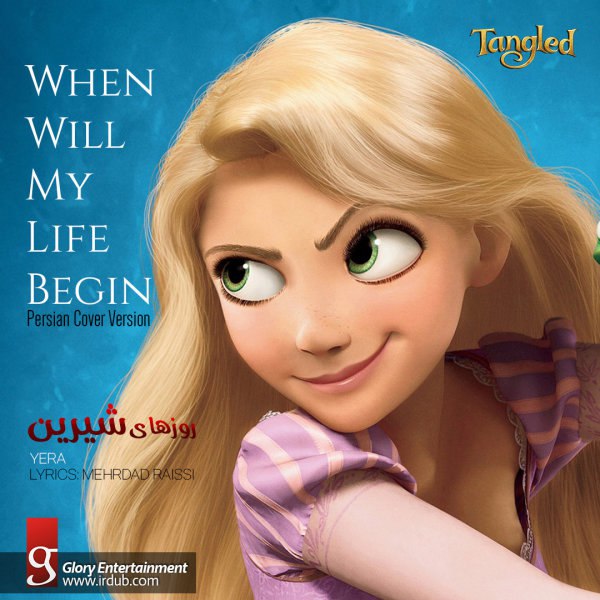 Tangled
WHEN
WILL
MY
LIFE
BEGIN
Persian Cover Version
روزهای شیرین
YERA
LYRICS: MEHRDAD RAISSI
g
Glory Entertainment
www.irdub.com